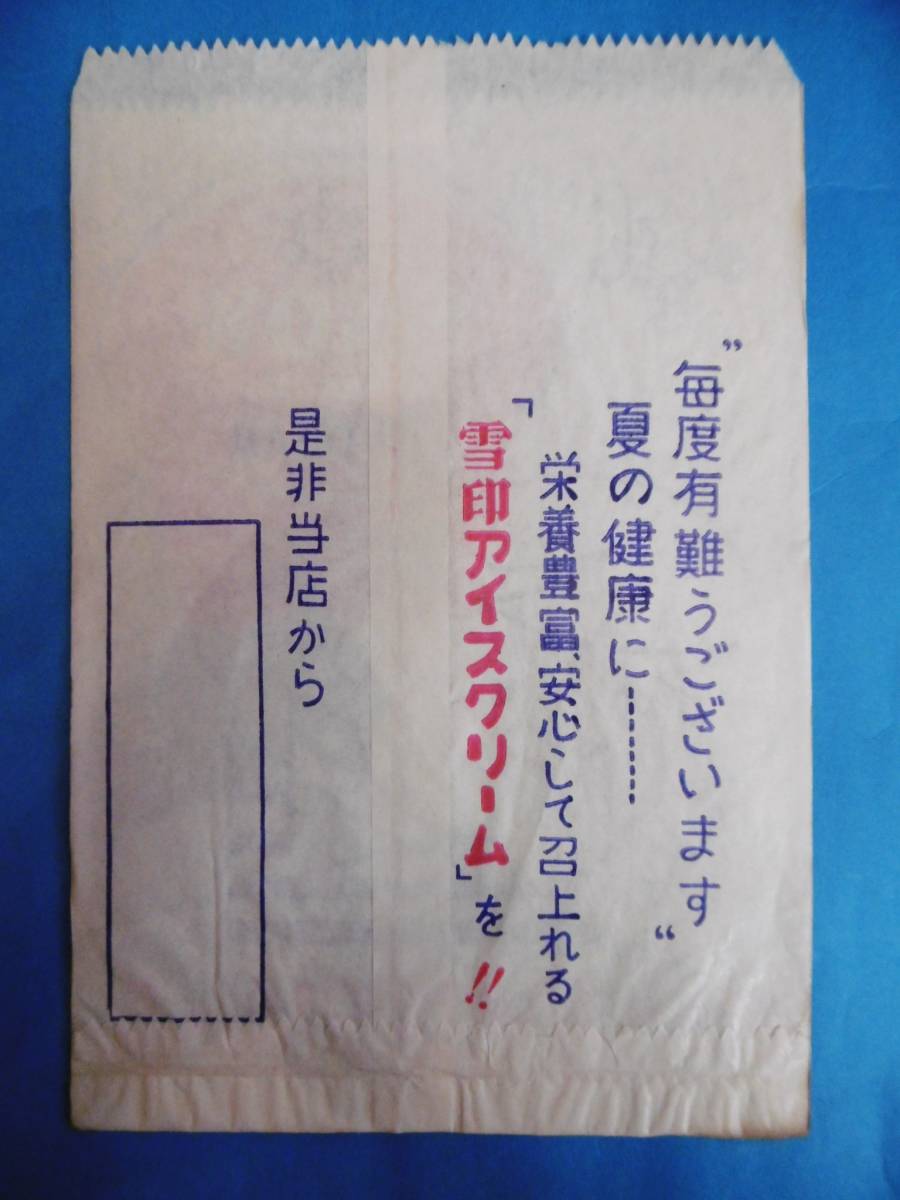 〝毎度有難うございます〟
夏の健康に………
栄養豊富、安心して召上れる
「雪印アイスクリーム」を!!
是非当店から